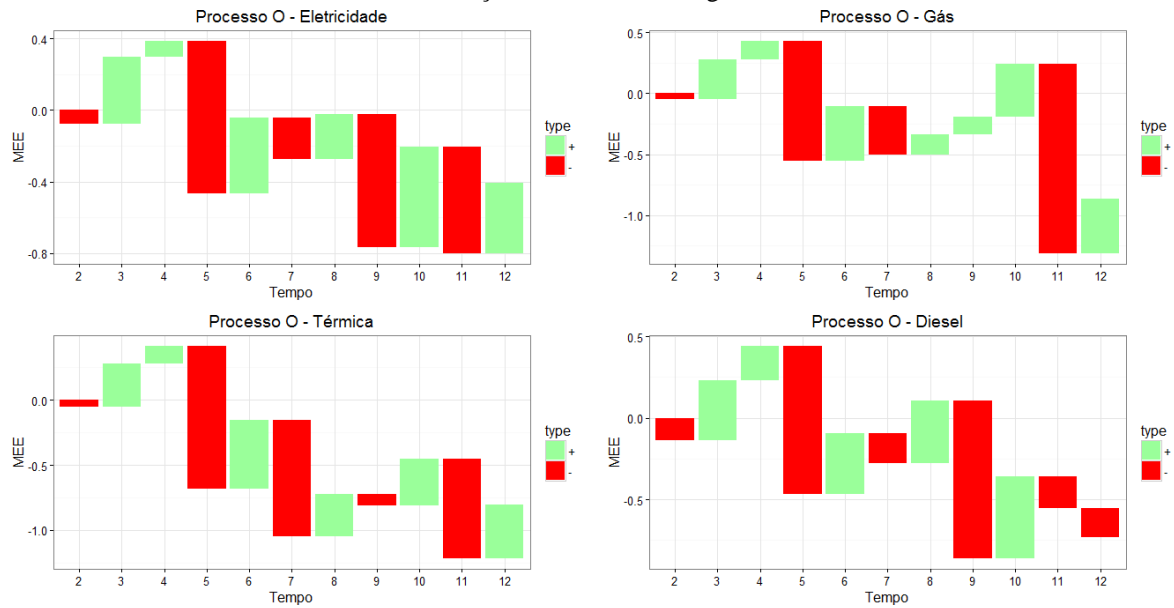 Processo O - Eletricidade
0.4
0.0
-0.4
-0.8
MEE
2 3 4 5 6 7 8 9 10 11 12
Tempo
type
+
-
Processo O - Gás
0.5
0.0
-0.5
-1.0
MEE
2 3 4 5 6 7 8 9 10 11 12
Tempo
type
+
-
Processo O - Térmica
0.0
-0.5
-1.0
MEE
2 3 4 5 6 7 8 9 10 11 12
Tempo
type
+
-
Processo O - Diesel
0.5
0.0
-0.5
MEE
2 3 4 5 6 7 8 9 10 11 12
Tempo
type
+
-